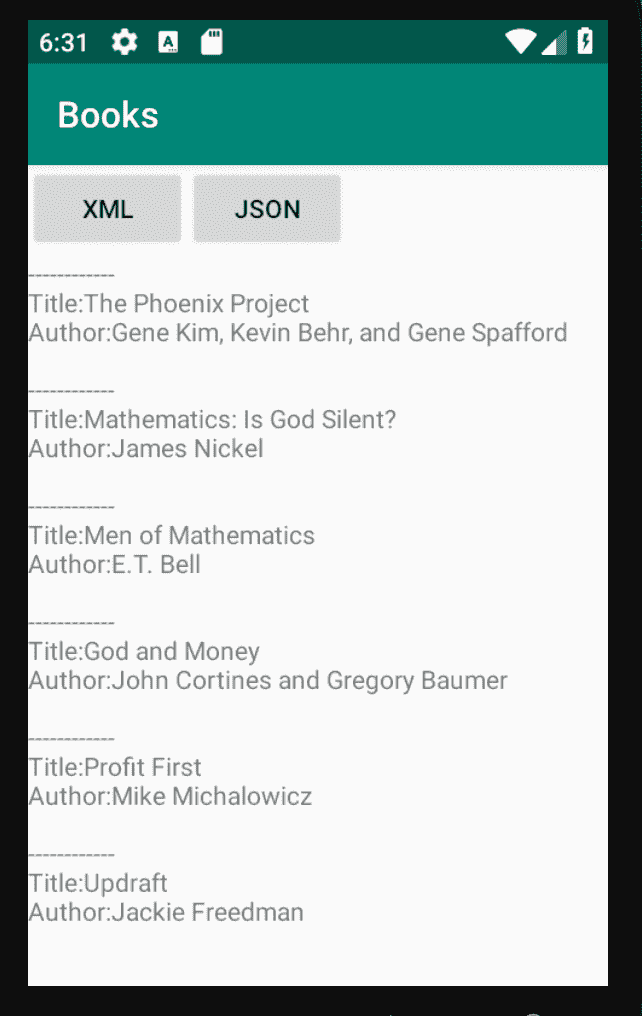 6:31
Books
XML JSON
------------
Title:The Phoenix Project
Author:Gene Kim, Kevin Behr, and Gene Spafford
------------
Title:Mathematics: Is God Silent?
Author:James Nickel
------------
Title:Men of Mathematics
Author:E.T. Bell
------------
Title:God and Money
Author:John Cortines and Gregory Baumer
------------
Title:Profit First
Author:Mike Michalowicz
------------
Title:Updraft
Author:Jackie Freedman